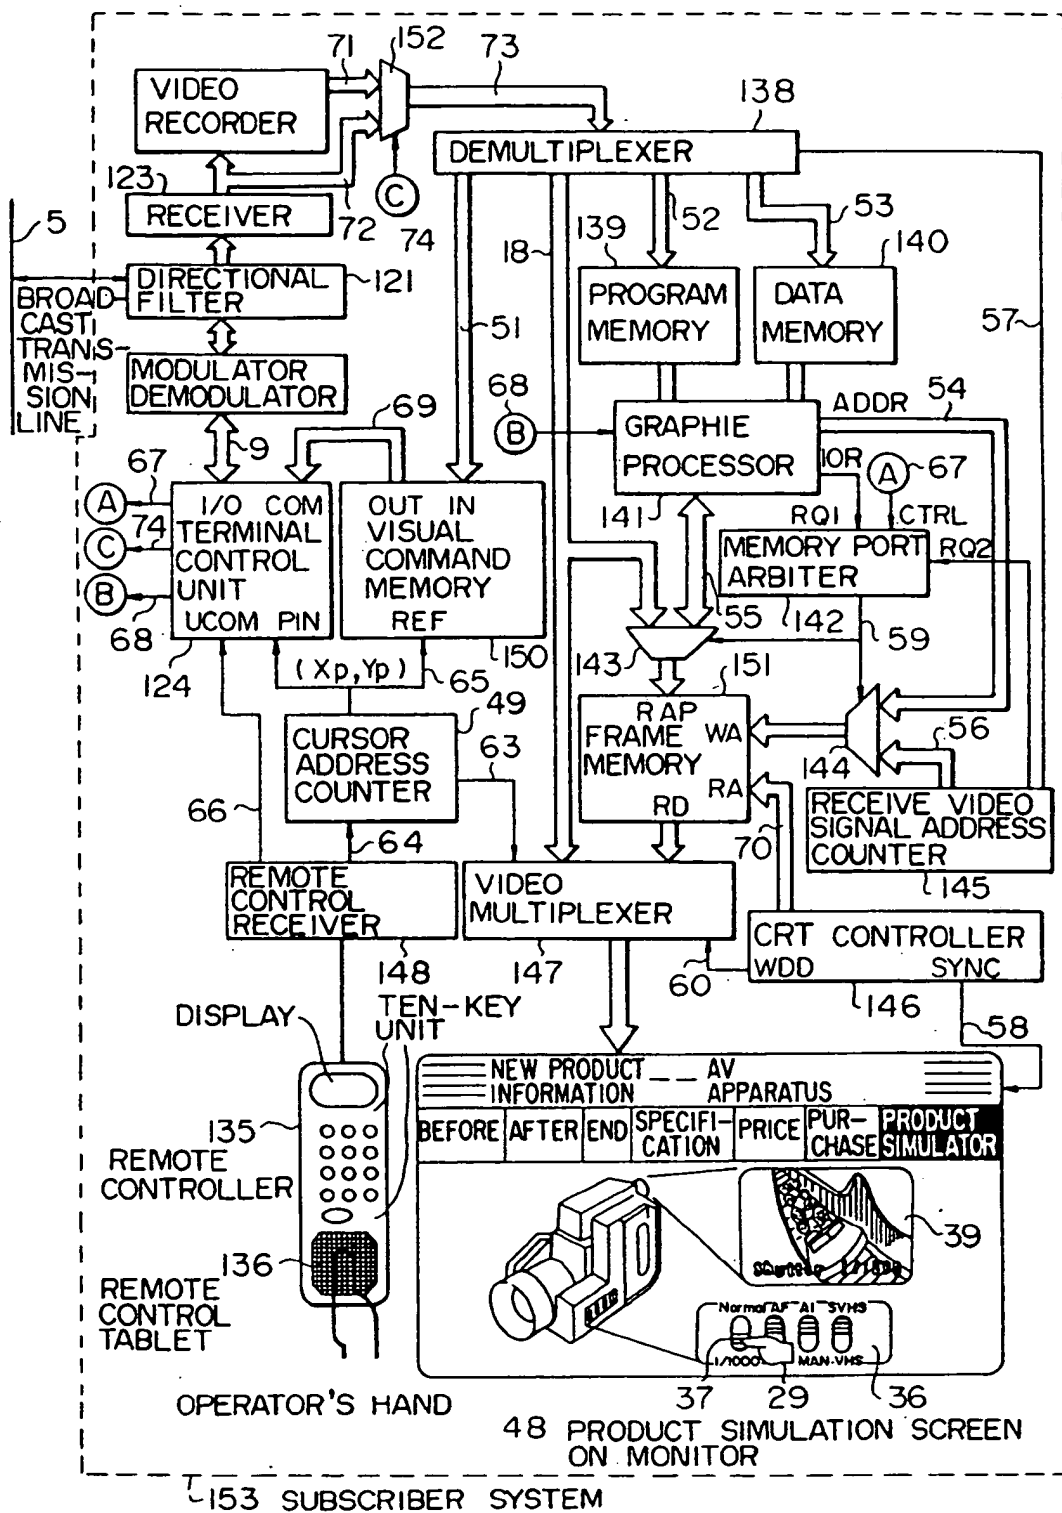 71
152
73
138
VIDEO
RECORDER
DEMULTIPLEXER
123
C
5
RECEIVER
72
74
18
139
52
53
140
DIRECTIONAL
FILTER
121
PROGRAM
MEMORY
DATA
MEMORY
57
BROAD-
CAST
TRANS-
MIS-
SION
LINE
51
MODULATOR
DEMODULATOR
69
68
B
ADDR
54
GRAPHIE
PROCESSOR
IOR
A
67
9
67
A
74
C
B
68
I/O COM
TERMINAL
CONTROL
UNIT
UCOM PIN
OUT IN
VISUAL
COMMAND
MEMORY
REF
141
RQ1
CTRL
MEMORY PORT
ARBITER
RQ2
55
142
59
124
(Xp,Yp)
65
150
143
151
49
CURSOR
ADDRESS
COUNTER
63
RAP
FRAME
MEMORY
WA
RA
RD
144
56
66
64
70
RECEIVE VIDEO
SIGNAL ADDRESS
COUNTER
145
REMOTE
CONTROL
RECEIVER
VIDEO
MULTIPLEXER
CRT CONTROLLER
WDD SYNC
148
147
60
146
58
DISPLAY
TEN-KEY
UNIT
NEW PRODUCT
INFORMATION
AV
APPARATUS
135
BEFORE
AFTER
END
SPECIFI-
CATION
PRICE
PUR-
CHASE
PRODUCT
SIMULATOR
REMOTE
CONTROLLER
39
Shutter 1/1000
136
REMOTE
CONTROL
TABLET
Normal AF AI SVHS
1/1000 MAN VHS
37
29
36
OPERATOR'S HAND
48 PRODUCT SIMULATION SCREEN
ON MONITOR
153 SUBSCRIBER SYSTEM